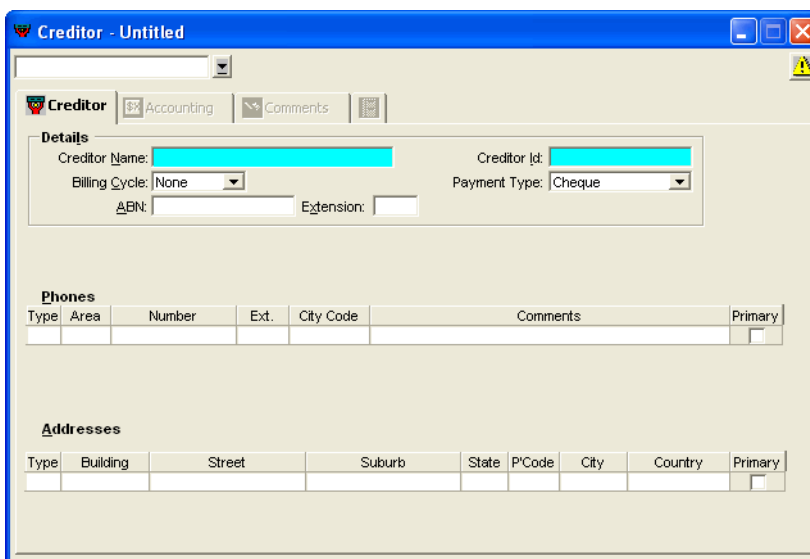 Creditor - Untitled
Creditor Accounting Comments
Details
Creditor Name: Creditor Id:
Billing Cycle: None Payment Type: Cheque
ABN: Extension:
Phones
Type Area Number Ext. City Code Comments Primary
Addresses
Type Building Street Suburb State P'Code City Country Primary